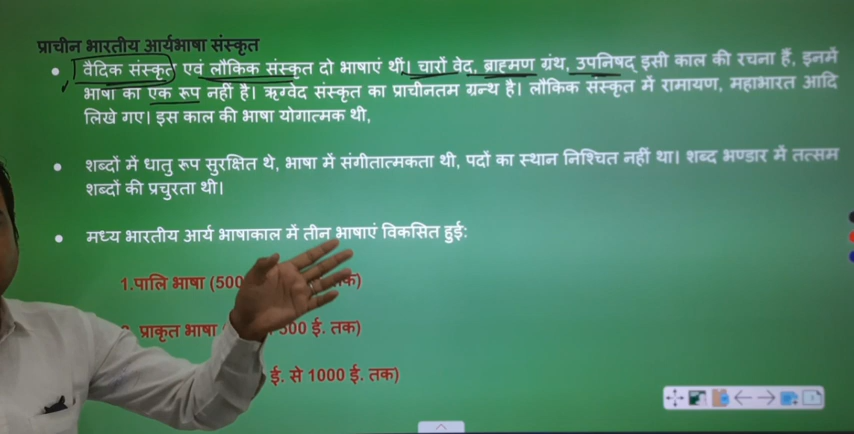 प्राचीन भारतीय आर्यभाषा संस्कृत
वैदिक संस्कृत एवं लौकिक संस्कृत दो भाषाएं थीं। चारों वेद, ब्राह्मण ग्रंथ, उपनिषद् इसी काल की रचना हैं, इनमें
भाषा का एक रूप नहीं है। ऋग्वेद संस्कृत का प्राचीनतम ग्रन्थ है। लौकिक संस्कृत में रामायण, महाभारत आदि
लिखे गए। इस काल की भाषा योगात्मक थी,
शब्दों में धातु रूप सुरक्षित थे, भाषा में संगीतात्मकता थी, पदों का स्थान निश्चित नहीं था। शब्द भण्डार में तत्सम
शब्दों की प्रचुरता थी।
मध्य भारतीय आर्य भाषाकाल में तीन भाषाएं विकसित हुई:
1.पालि भाषा (500 तक)
प्राकृत भाषा 500 ई. तक)
ई. से 1000 ई. तक)